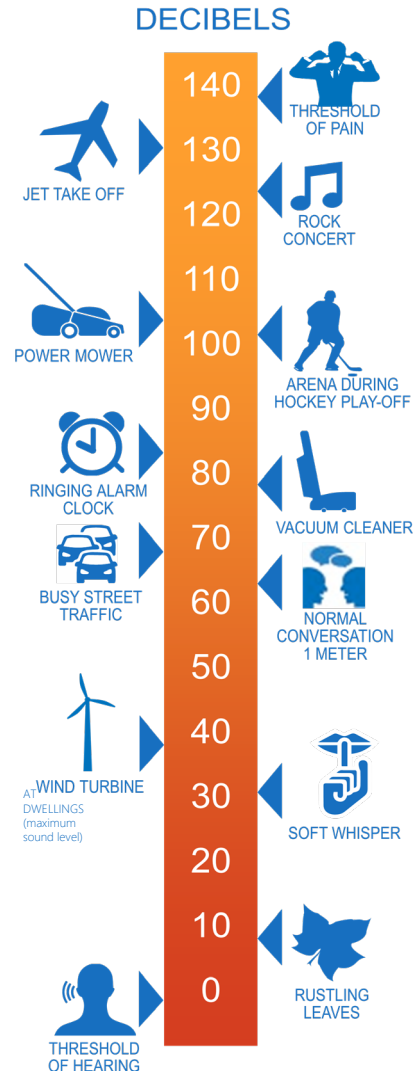 DECIBELS
140
THRESHOLD
OF PAIN
130
JET TAKE OFF
120
ROCK
CONCERT
110
POWER MOWER
100
ARENA DURING
HOCKEY PLAY-OFF
90
80
RINGING ALARM
CLOCK
VACUUM CLEANER
70
BUSY STREET
TRAFFIC
60
NORMAL
CONVERSATION
1 METER
50
40
WIND TURBINE
AT
DWELLINGS
(maximum
sound level)
30
SOFT WHISPER
20
10
RUSTLING
LEAVES
0
THRESHOLD
OF HEARING